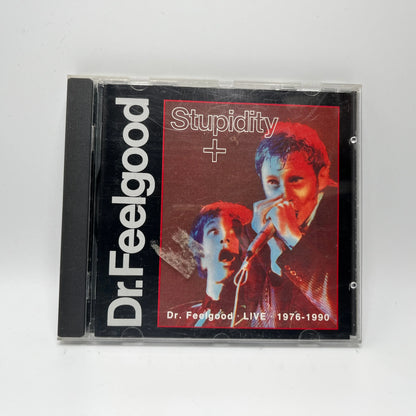 Dr.Feelgood
Stupidity
+
Dr. Feelgood · LIVE · 1976-1990